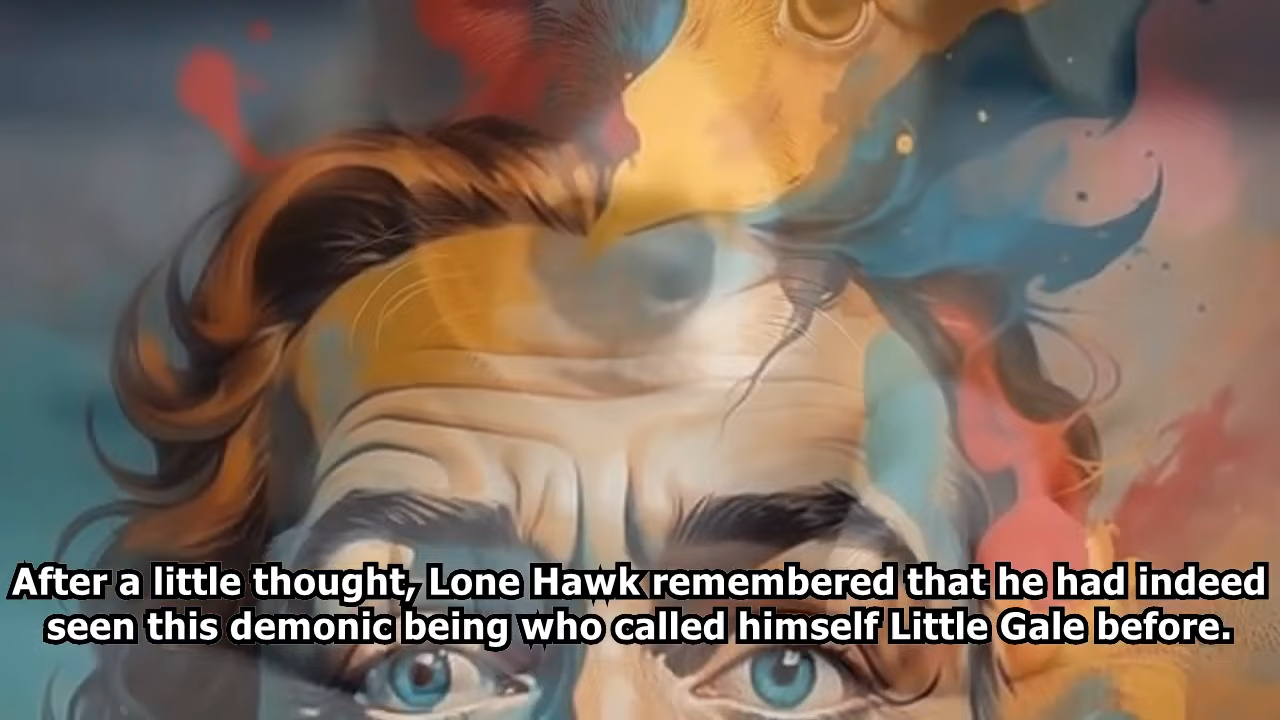 After a little thought, Lone Hawk remembered that he had indeed
seen this demonic being who called himself Little Gale before.